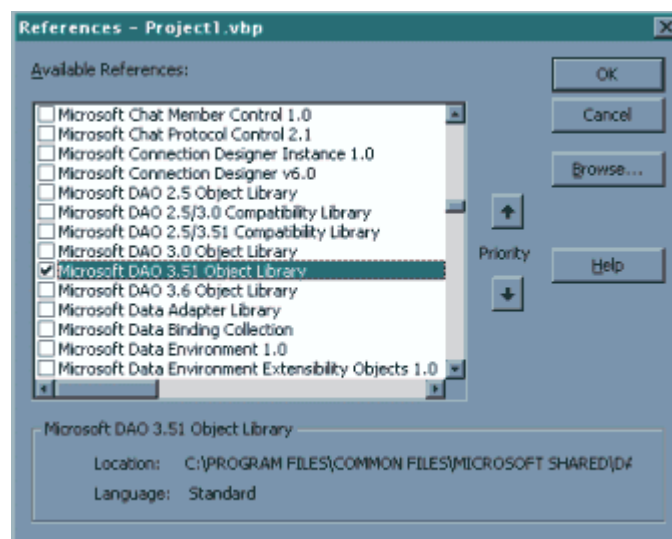 References - Project1.vbp
Available References:
OK
Microsoft Chat Member Control 1.0
Microsoft Chat Protocol Control 2.1
Cancel
Microsoft Connection Designer Instance 1.0
Microsoft Connection Designer v6.0
Browse...
Microsoft DAO 2.5 Object Library
Microsoft DAO 2.5/3.0 Compatibility Library
Microsoft DAO 2.5/3.51 Compatibility Library
Microsoft DAO 3.0 Object Library
Priority
Microsoft DAO 3.51 Object Library
Help
Microsoft DAO 3.6 Object Library
Microsoft Data Adapter Library
Microsoft Data Binding Collection
Microsoft Data Environment 1.0
Microsoft Data Environment Extensibility Objects 1.0
Microsoft DAO 3.51 Object Library
Location: C:\PROGRAM FILES\COMMON FILES\MICROSOFT SHARED\DA
Language: Standard